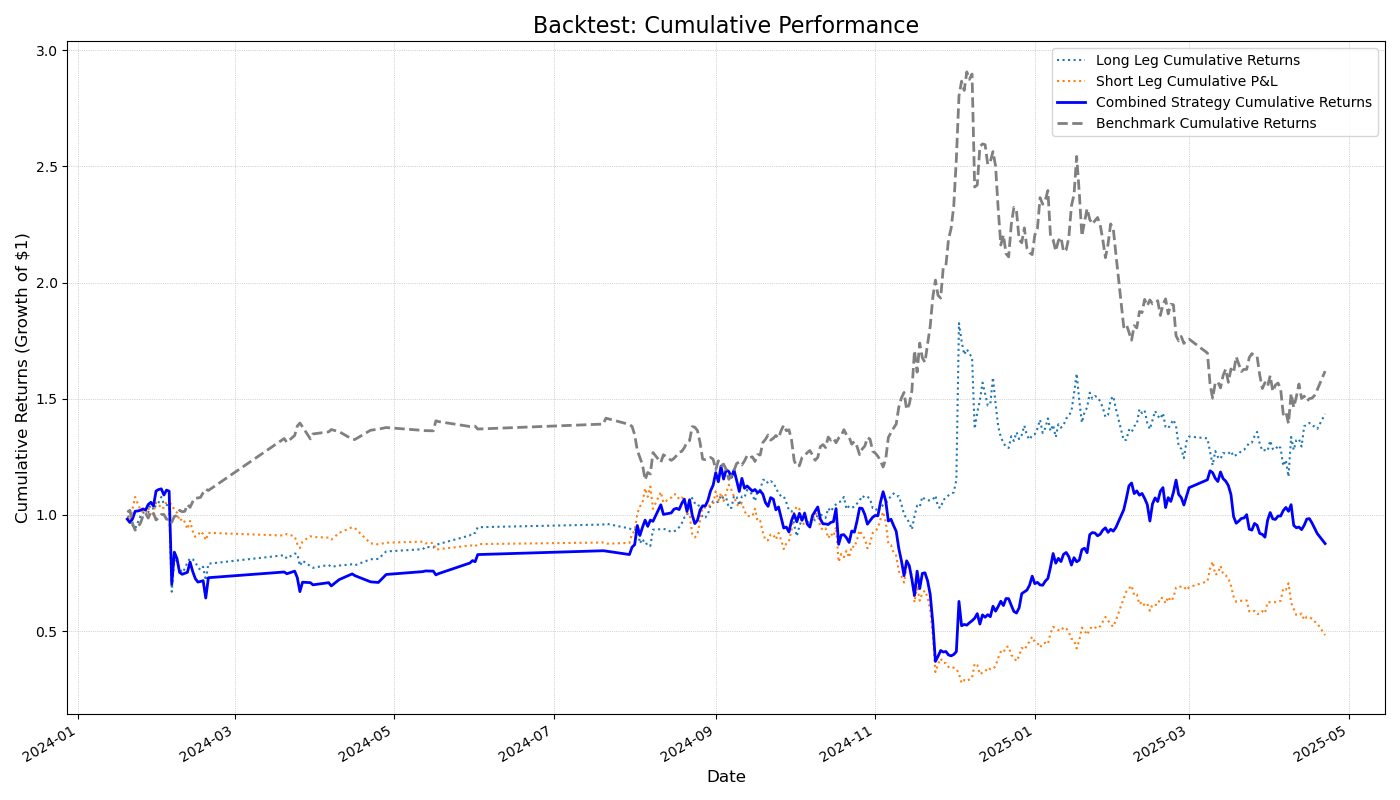 Backtest: Cumulative Performance
3.0
2.5
2.0
1.5
1.0
0.5
Cumulative Returns (Growth of $1)
Long Leg Cumulative Returns
Short Leg Cumulative P&L
Combined Strategy Cumulative Returns
Benchmark Cumulative Returns
2024-01
2024-03
2024-05
2024-07
2024-09
2024-11
2025-01
2025-03
2025-05
Date